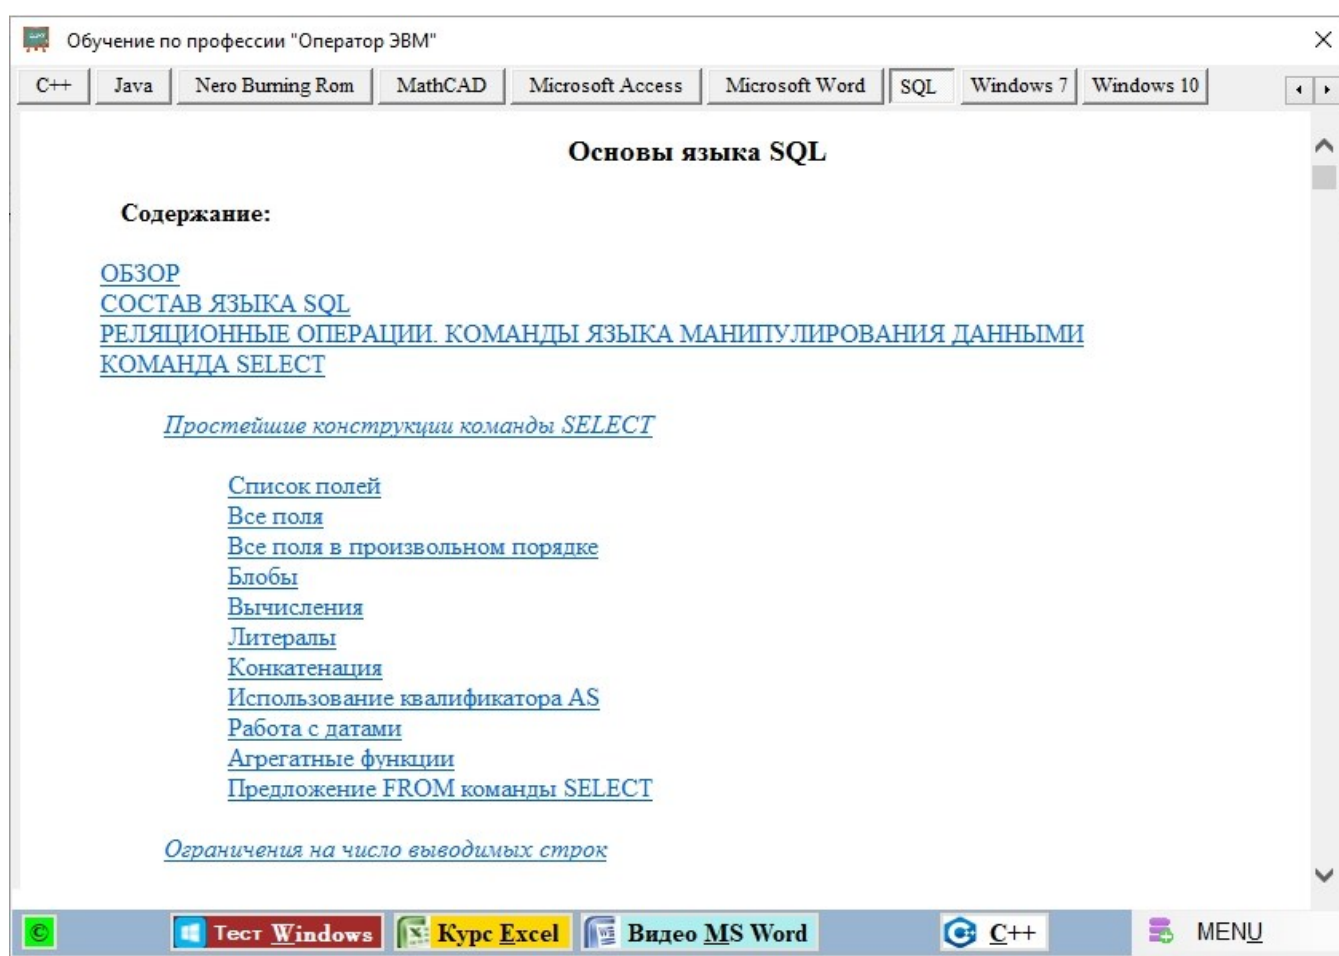 Обучение по профессии "Оператор ЭВМ"
C++ Java Nero Burning Rom MathCAD Microsoft Access Microsoft Word SQL Windows 7 Windows 10
Основы языка SQL
Содержание:
ОБЗОР
СОСТАВ ЯЗЫКА SQL
РЕЛЯЦИОННЫЕ ОПЕРАЦИИ. КОМАНДЫ ЯЗЫКА МАНИПУЛИРОВАНИЯ ДАННЫМИ
КОМАНДА SELECT
Простейшие конструкции команды SELECT
Список полей
Все поля
Все поля в произвольном порядке
Блобы
Вычисления
Литералы
Конкатенация
Использование квалификатора AS
Работа с датами
Агрегатные функции
Предложение FROM команды SELECT
Ограничения на число выводимых строк
© Тест Windows Курс Excel Видео MS Word C++ MENU